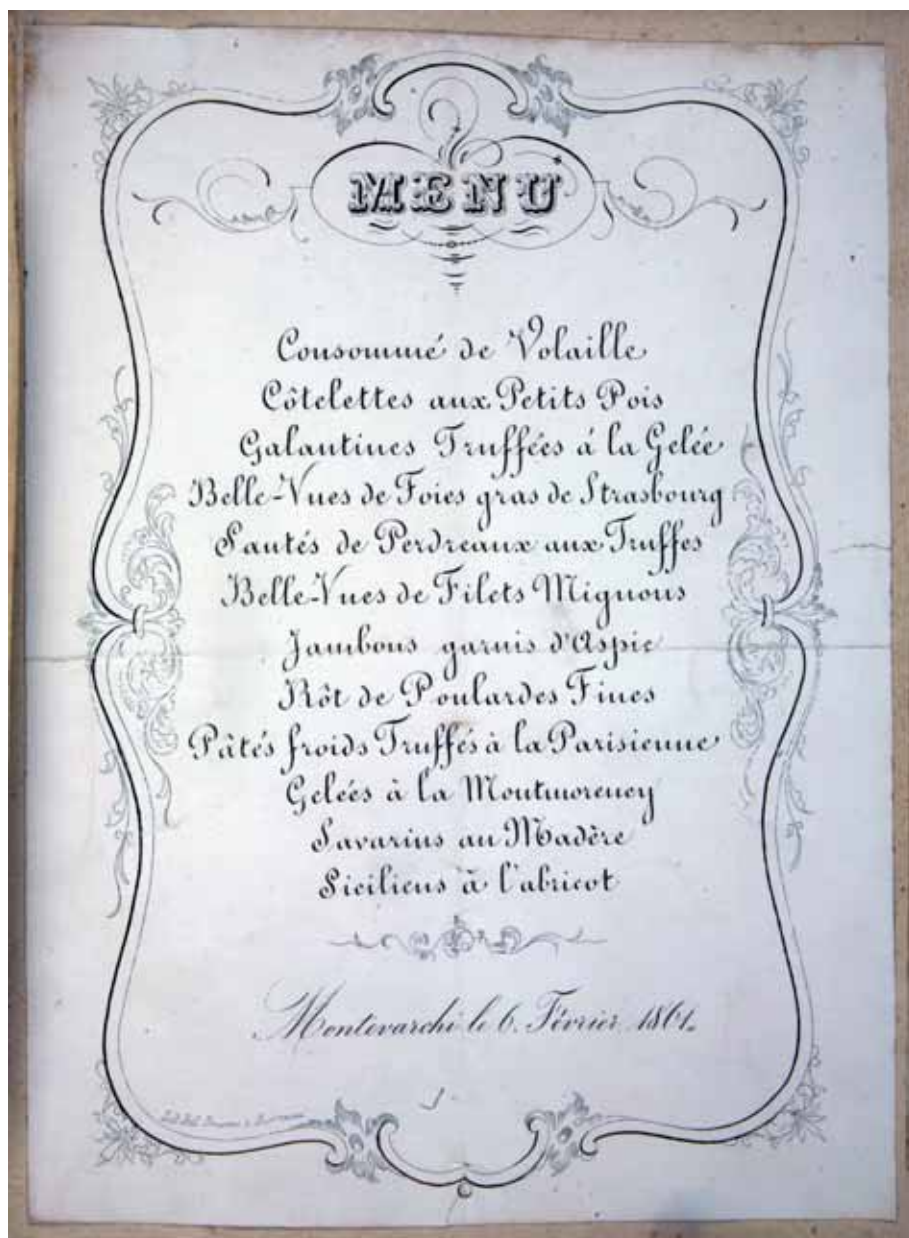 MENU
Consommé de Volaille
Côtelettes aux Petits Pois
Galantines Truffées à la Gelée
Belle-Vues de Foies gras de Strasbourg
Sautés de Perdreaux aux Truffes
Belle-Vues de Filets Mignons
Jambons garnis d'Aspic
Rôt de Poulardes Fines
Pâtés froids Truffés à la Parisienne
Gelées à la Montmorency
Savarins au Madère
Siciliens à l'abricot
Montevarchi le 6. Février 1861.